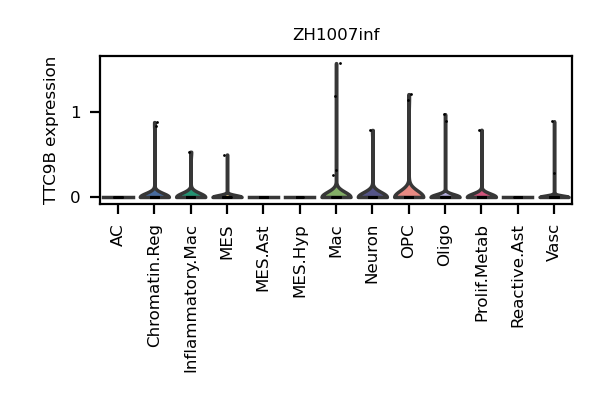 ZH1007inf
TTC9B expression
1
0
AC
Chromatin.Reg
Inflammatory.Mac
MES
MES.Ast
MES.Hyp
Mac
Neuron
OPC
Oligo
Prolif.Metab
Reactive.Ast
Vasc